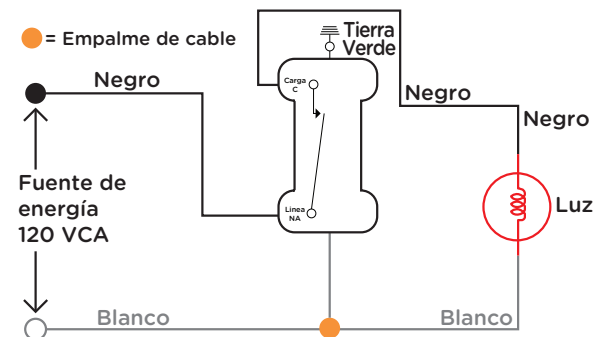 = Empalme de cable
Tierra
Verde
Negro
Carga
C
Negro
Negro
Fuente de
energía
120 VCA
Linea
NA
Luz
Blanco
Blanco